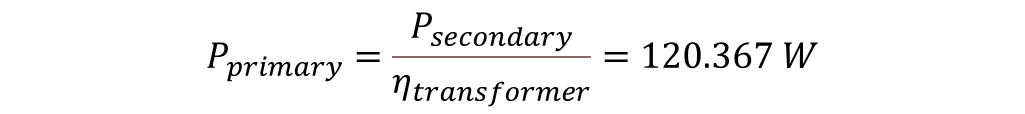 P_primary = P_secondary / η_transformer = 120.367 W